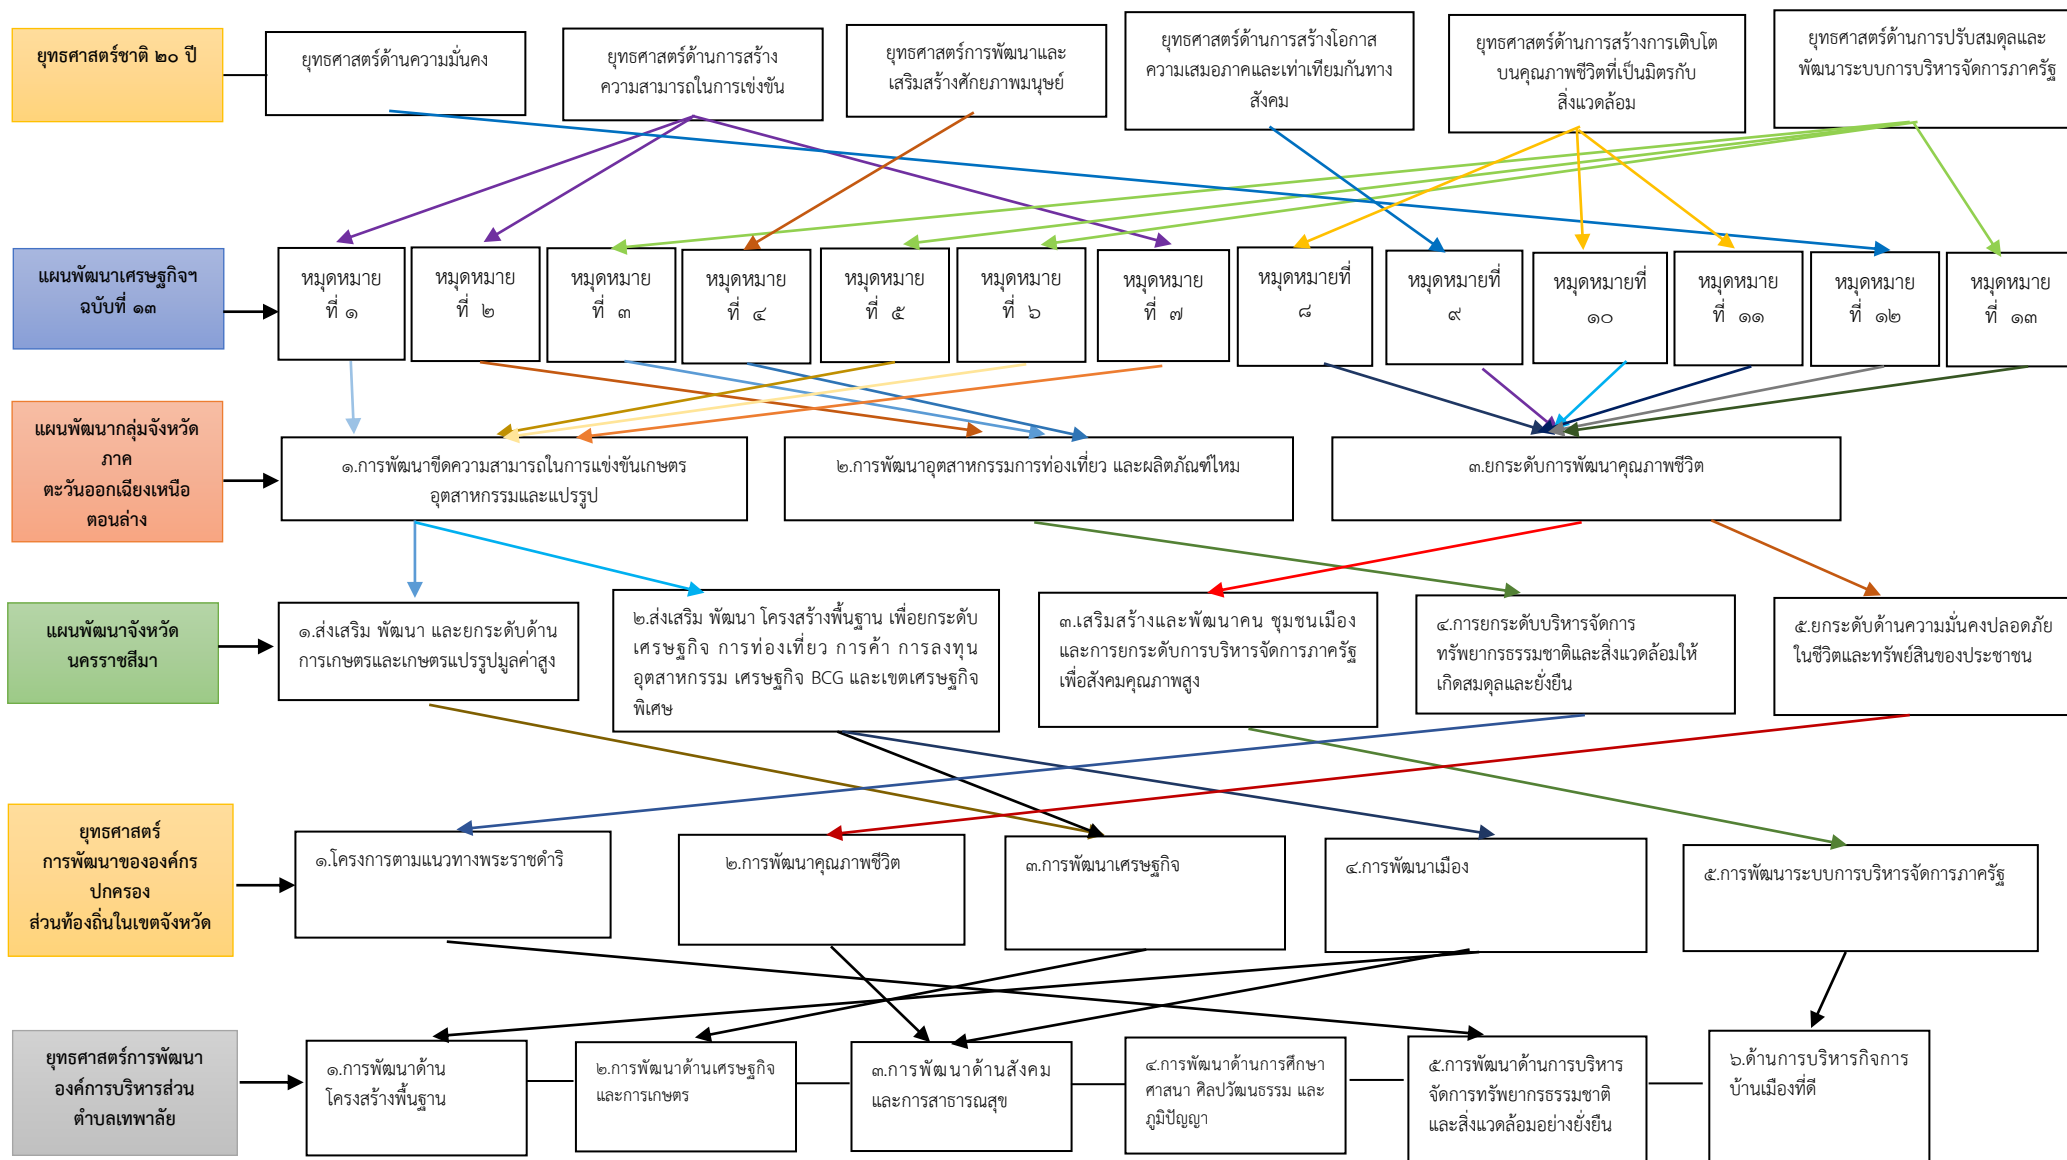 ยุทธศาสตร์ชาติ ๒๐ ปี
ยุทธศาสตร์ด้านความมั่นคง
ยุทธศาสตร์ด้านการสร้าง
ความสามารถในการเข่งขัน
ยุทธศาสตร์การพัฒนาและ
เสริมสร้างศักยภาพมนุษย์
ยุทธศาสตร์ด้านการสร้างโอกาส
ความเสมอภาคและเท่าเทียมกันทาง
สังคม
ยุทธศาสตร์ด้านการสร้างการเติบโต
บนคุณภาพชีวิตที่เป็นมิตรกับ
สิ่งแวดล้อม
ยุทธศาสตร์ด้านการปรับสมดุลและ
พัฒนาระบบการบริหารจัดการภาครัฐ
แผนพัฒนาเศรษฐกิจฯ
ฉบับที่ ๑๓
หมุดหมาย
ที่ ๑
หมุดหมาย
ที่ ๒
หมุดหมาย
ที่ ๓
หมุดหมาย
ที่ ๔
หมุดหมาย
ที่ ๕
หมุดหมาย
ที่ ๖
หมุดหมาย
ที่ ๗
หมุดหมายที่
๘
หมุดหมายที่
๙
หมุดหมายที่
๑๐
หมุดหมาย
ที่ ๑๑
หมุดหมาย
ที่ ๑๒
หมุดหมาย
ที่ ๑๓
แผนพัฒนากลุ่มจังหวัด
ภาค
ตะวันออกเฉียงเหนือ
ตอนล่าง
๑.การพัฒนาขีดความสามารถในการแข่งขันเกษตร
อุตสาหกรรมและแปรรูป
๒.การพัฒนาอุตสาหกรรมการท่องเที่ยว และผลิตภัณฑ์ไหม
๓.ยกระดับการพัฒนาคุณภาพชีวิต
แผนพัฒนาจังหวัด
นครราชสีมา
๑.ส่งเสริม พัฒนา และยกระดับด้าน
การเกษตรและเกษตรแปรรูปมูลค่าสูง
๒.ส่งเสริม พัฒนา โครงสร้างพื้นฐาน เพื่อยกระดับ
เศรษฐกิจ การท่องเที่ยว การค้า การลงทุน
อุตสาหกรรม เศรษฐกิจ BCG และเขตเศรษฐกิจ
พิเศษ
๓.เสริมสร้างและพัฒนาคน ชุมชนเมือง
และการยกระดับการบริหารจัดการภาครัฐ
เพื่อสังคมคุณภาพสูง
๔.การยกระดับบริหารจัดการ
ทรัพยากรธรรมชาติและสิ่งแวดล้อมให้
เกิดสมดุลและยั่งยืน
๕.ยกระดับด้านความมั่นคงปลอดภัย
ในชีวิตและทรัพย์สินของประชาชน
ยุทธศาสตร์
การพัฒนาขององค์กร
ปกครอง
ส่วนท้องถิ่นในเขตจังหวัด
๑.โครงการตามแนวทางพระราชดำริ
๒.การพัฒนาคุณภาพชีวิต
๓.การพัฒนาเศรษฐกิจ
๔.การพัฒนาเมือง
๕.การพัฒนาระบบการบริหารจัดการภาครัฐ
ยุทธศาสตร์การพัฒนา
องค์การบริหารส่วน
ตำบลเทพาลัย
๑.การพัฒนาด้าน
โครงสร้างพื้นฐาน
๒.การพัฒนาด้านเศรษฐกิจ
และการเกษตร
๓.การพัฒนาด้านสังคม
และการสาธารณสุข
๔.การพัฒนาด้านการศึกษา
ศาสนา ศิลปวัฒนธรรม และ
ภูมิปัญญา
๕.การพัฒนาด้านการบริหาร
จัดการทรัพยากรธรรมชาติ
และสิ่งแวดล้อมอย่างยั่งยืน
๖.ด้านการบริหารกิจการ
บ้านเมืองที่ดี